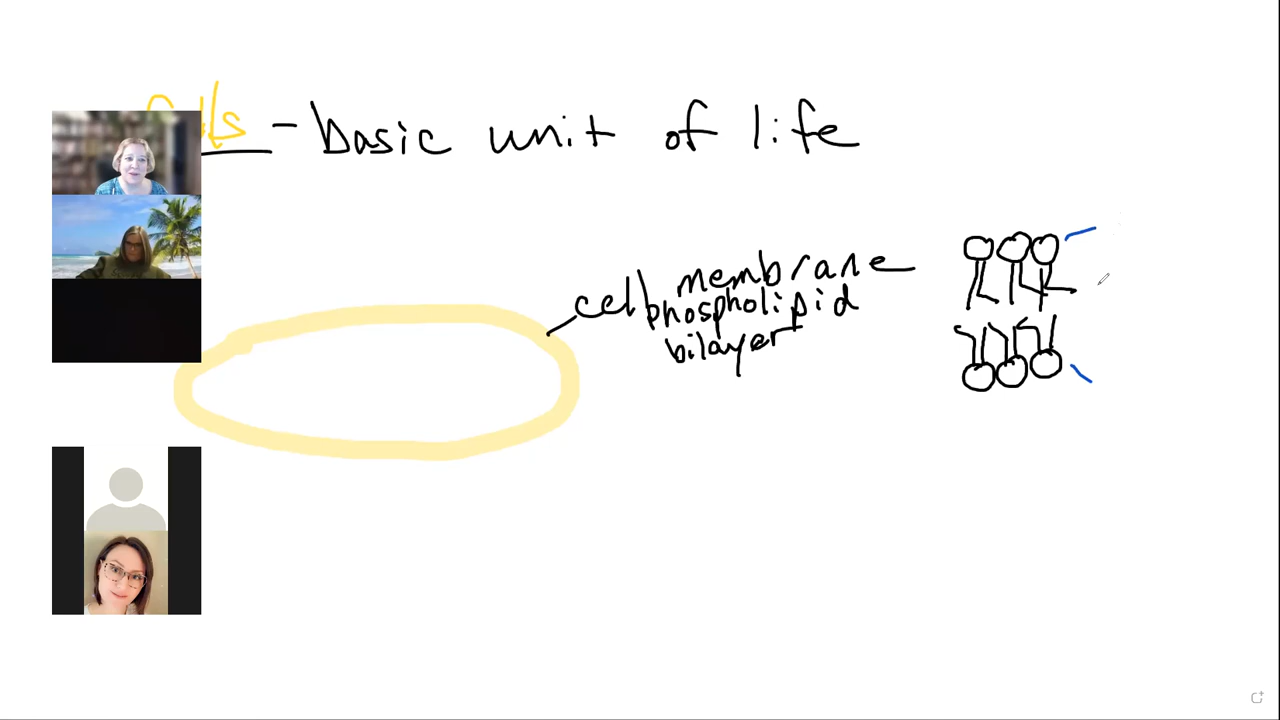 - basic unit of life
cell membrane
phospholipid
bilayer